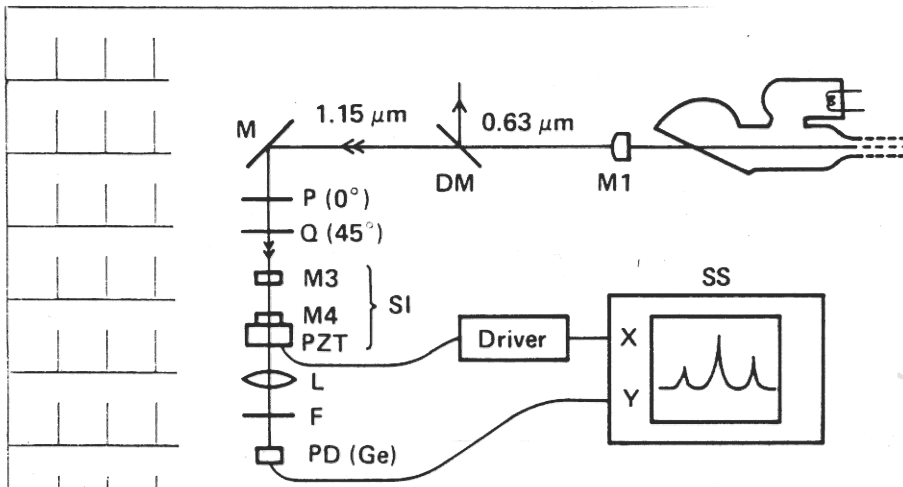 1.15 μm
0.63 μm
M
DM
M1
P (0°)
Q (45°)
M3
SI
M4
PZT
Driver
SS
X
Y
L
F
PD (Ge)